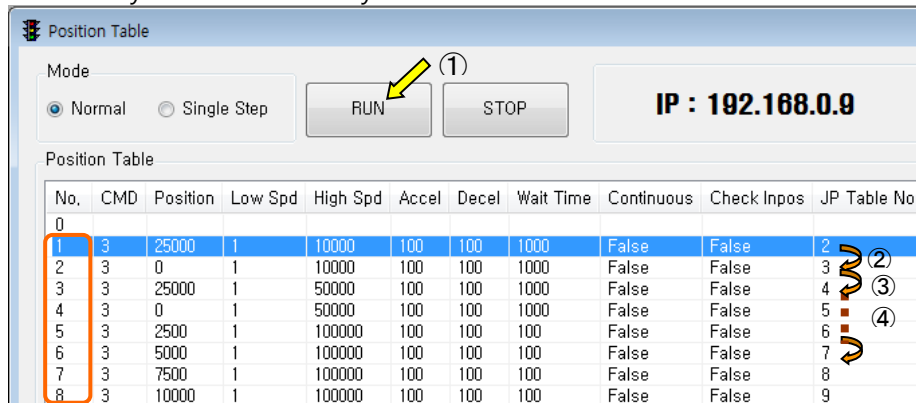 Position Table
Mode
Normal Single Step RUN STOP IP : 192.168.0.9
①
Position Table
No, CMD Position Low Spd High Spd Accel Decel Wait Time Continuous Check Inpos JP Table No
0
1 3 25000 1 10000 100 100 1000 False False 2
2 3 0 1 10000 100 100 1000 False False 3 ②
3 3 25000 1 50000 100 100 1000 False False 4 ③
4 3 0 1 50000 100 100 1000 False False 5 ④
5 3 2500 1 100000 100 100 100 False False 6
6 3 5000 1 100000 100 100 100 False False 7
7 3 7500 1 100000 100 100 100 False False 8
8 3 10000 1 100000 100 100 100 False False 9